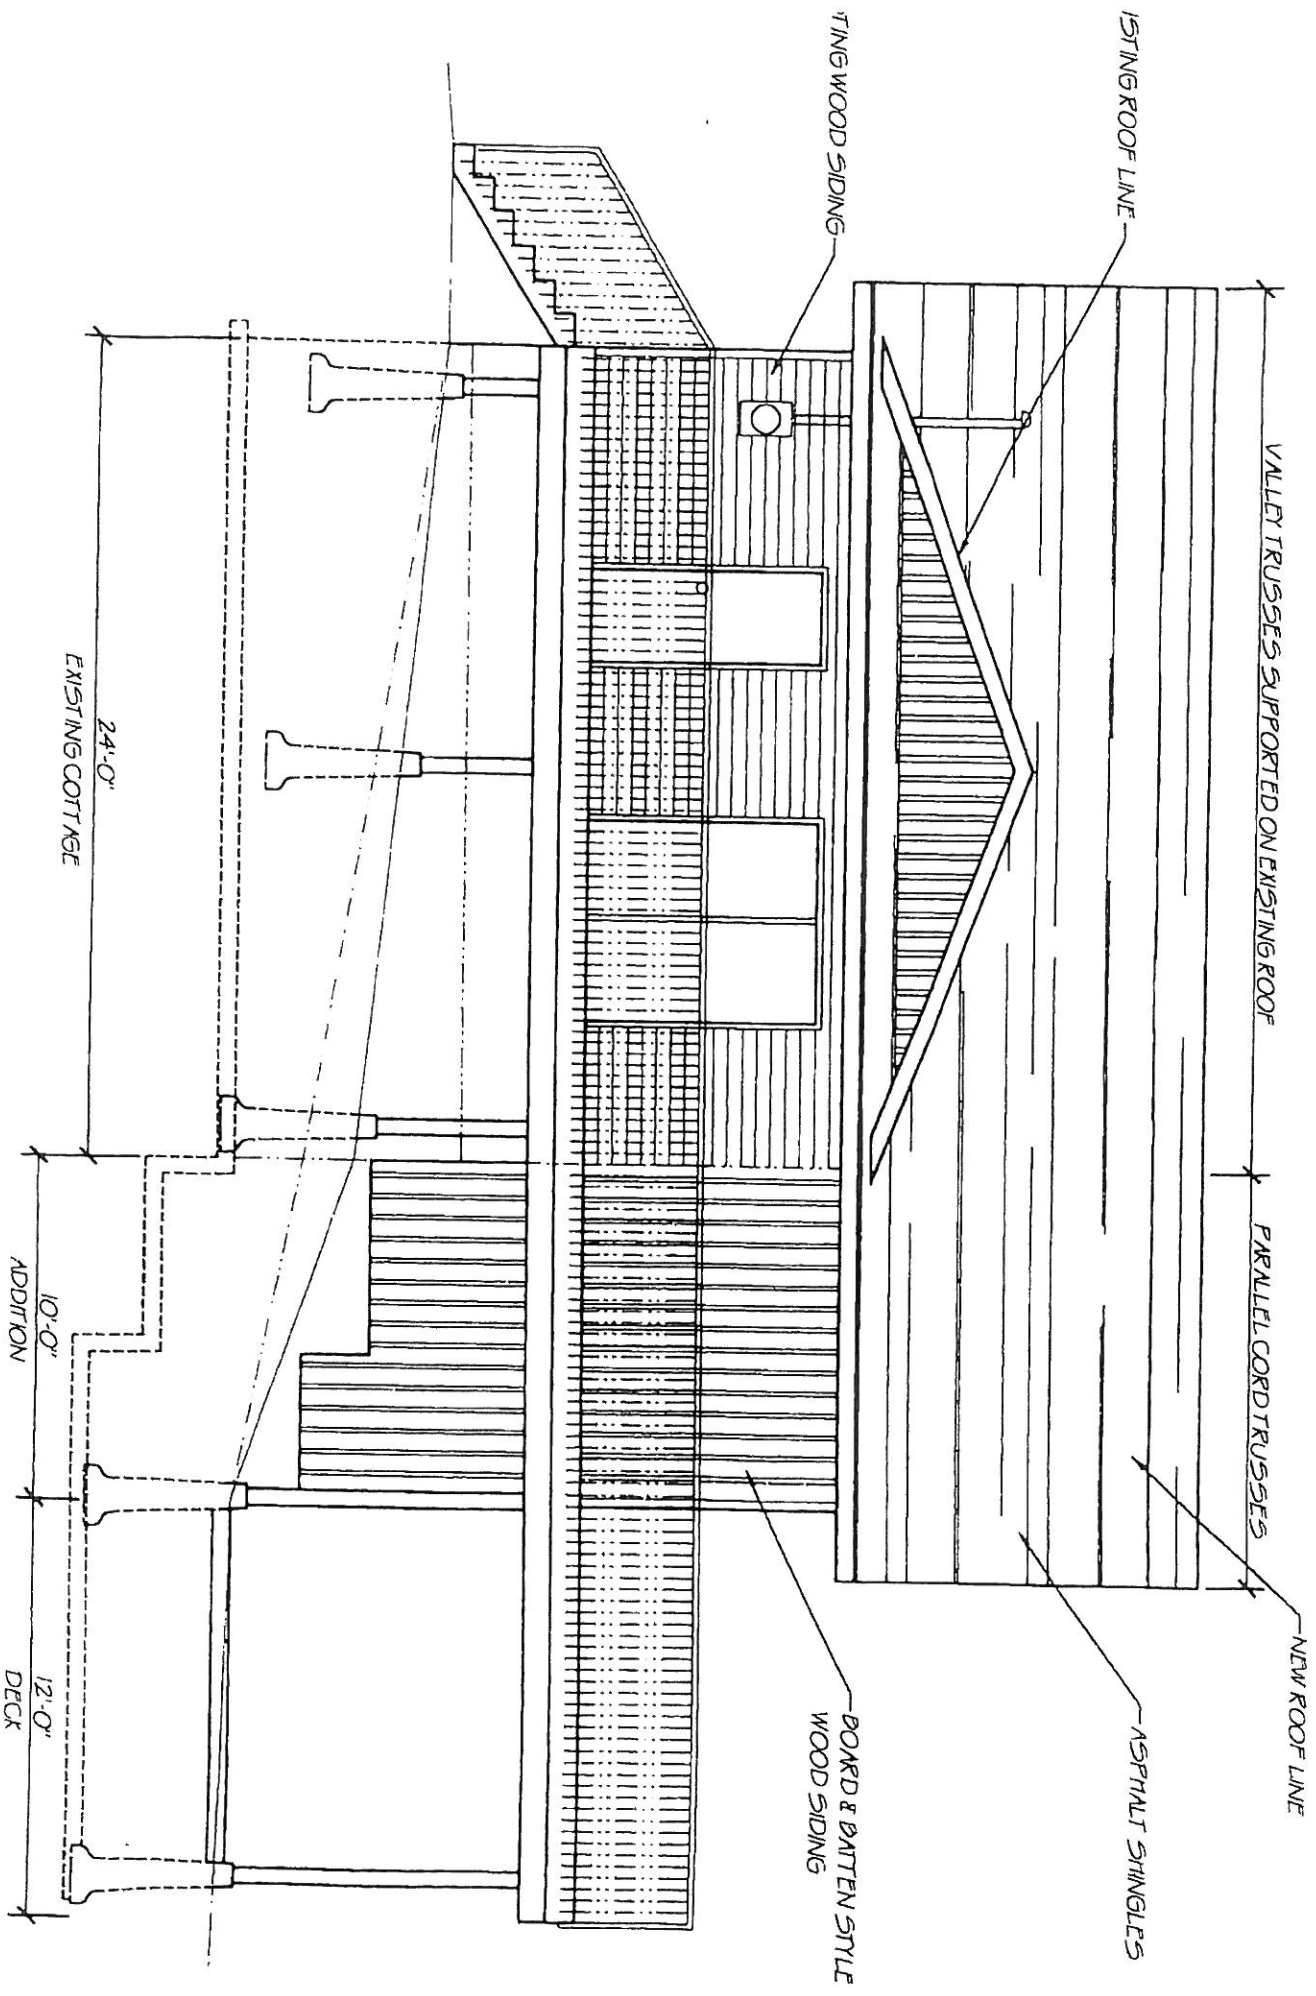 VALLEY TRUSSES SUPPORTED ON EXISTING ROOF
PARALLEL CORD TRUSSES
NEW ROOF LINE
ISTING ROOF LINE
ASPHALT SHINGLES
TING WOOD SIDING
BOARD & BATTEN STYLE
WOOD SIDING
24'-0"
EXISTING COTTAGE
10'-0"
ADDITION
12'-0"
DECK